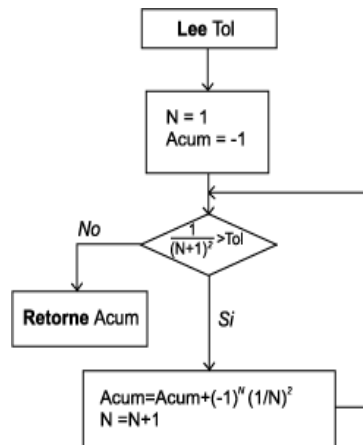 Lee Tol
N = 1
Acum = -1
No
1/(N+1)²>Tol
Retorne Acum
Si
Acum=Acum+(-1)ᴺ(1/N)²
N =N+1